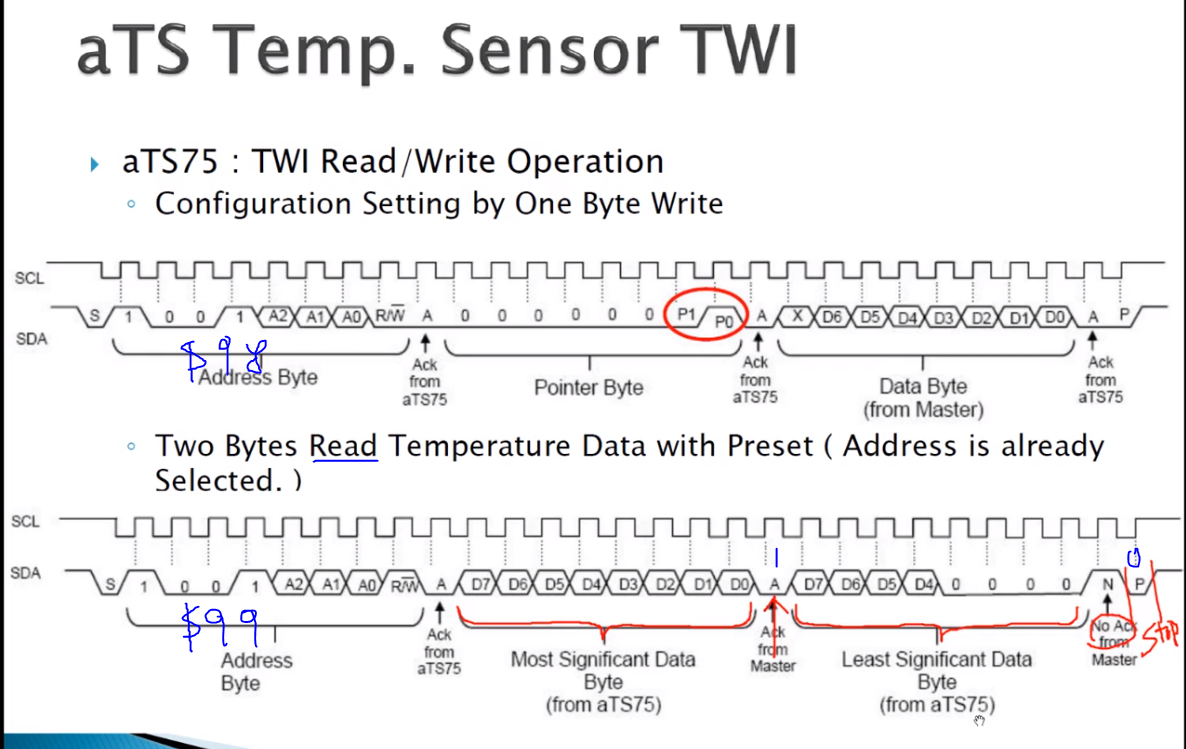 aTS Temp. Sensor TWI
aTS75 : TWI Read/Write Operation
Configuration Setting by One Byte Write
SCL
SDA
S 1 0 0 1 A2 A1 A0 R/W̅ A 0 0 0 0 0 0 P1 P0 A X D6 D5 D4 D3 D2 D1 D0 A P
$98
Address Byte
Ack
from
aTS75
Pointer Byte
Ack
from
aTS75
Data Byte
(from Master)
Ack
from
aTS75
Two Bytes Read Temperature Data with Preset ( Address is already
Selected. )
SCL
1
0
SDA
S 1 0 0 1 A2 A1 A0 R/W̅ A D7 D6 D5 D4 D3 D2 D1 D0 A D7 D6 D5 D4 0 0 0 0 N P
$99
Address
Byte
Ack
from
aTS75
Most Significant Data
Byte
(from aTS75)
Ack
from
Master
Least Significant Data
Byte
(from aTS75)
No Ack
from
Master
Stop